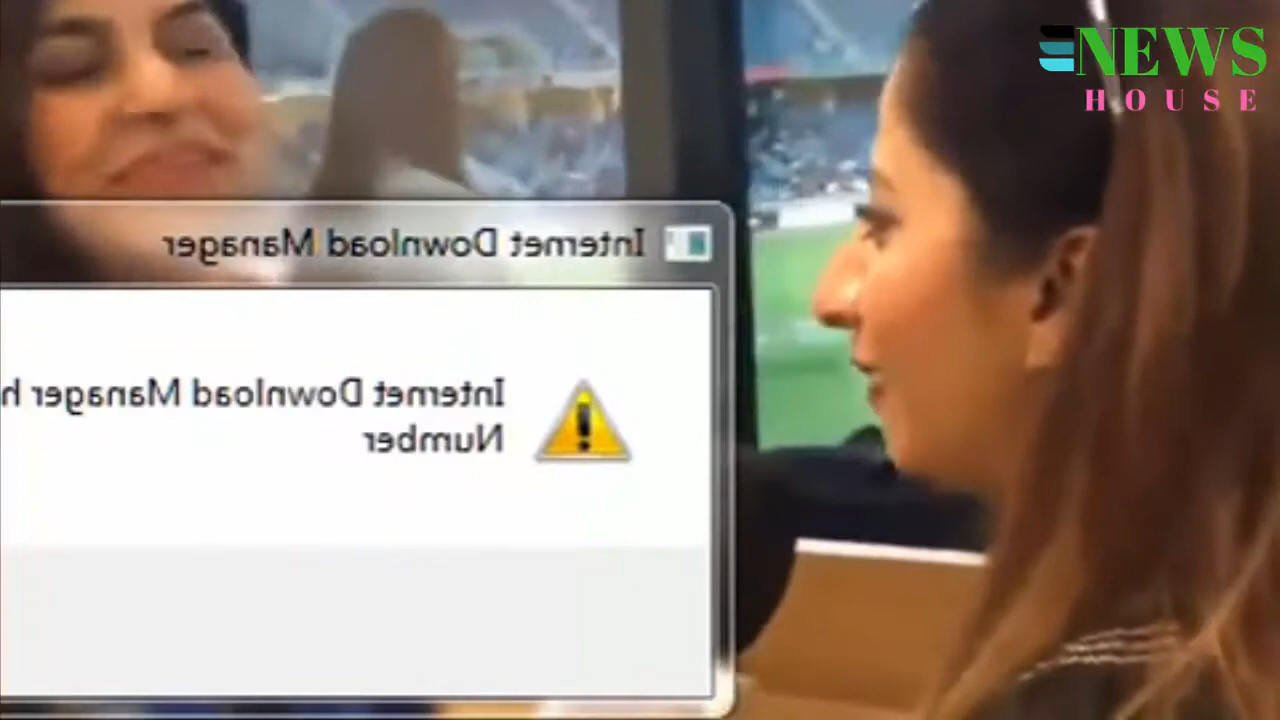 NEWS
HOUSE
Internet Download Manager
Internet Download Manager h
Number